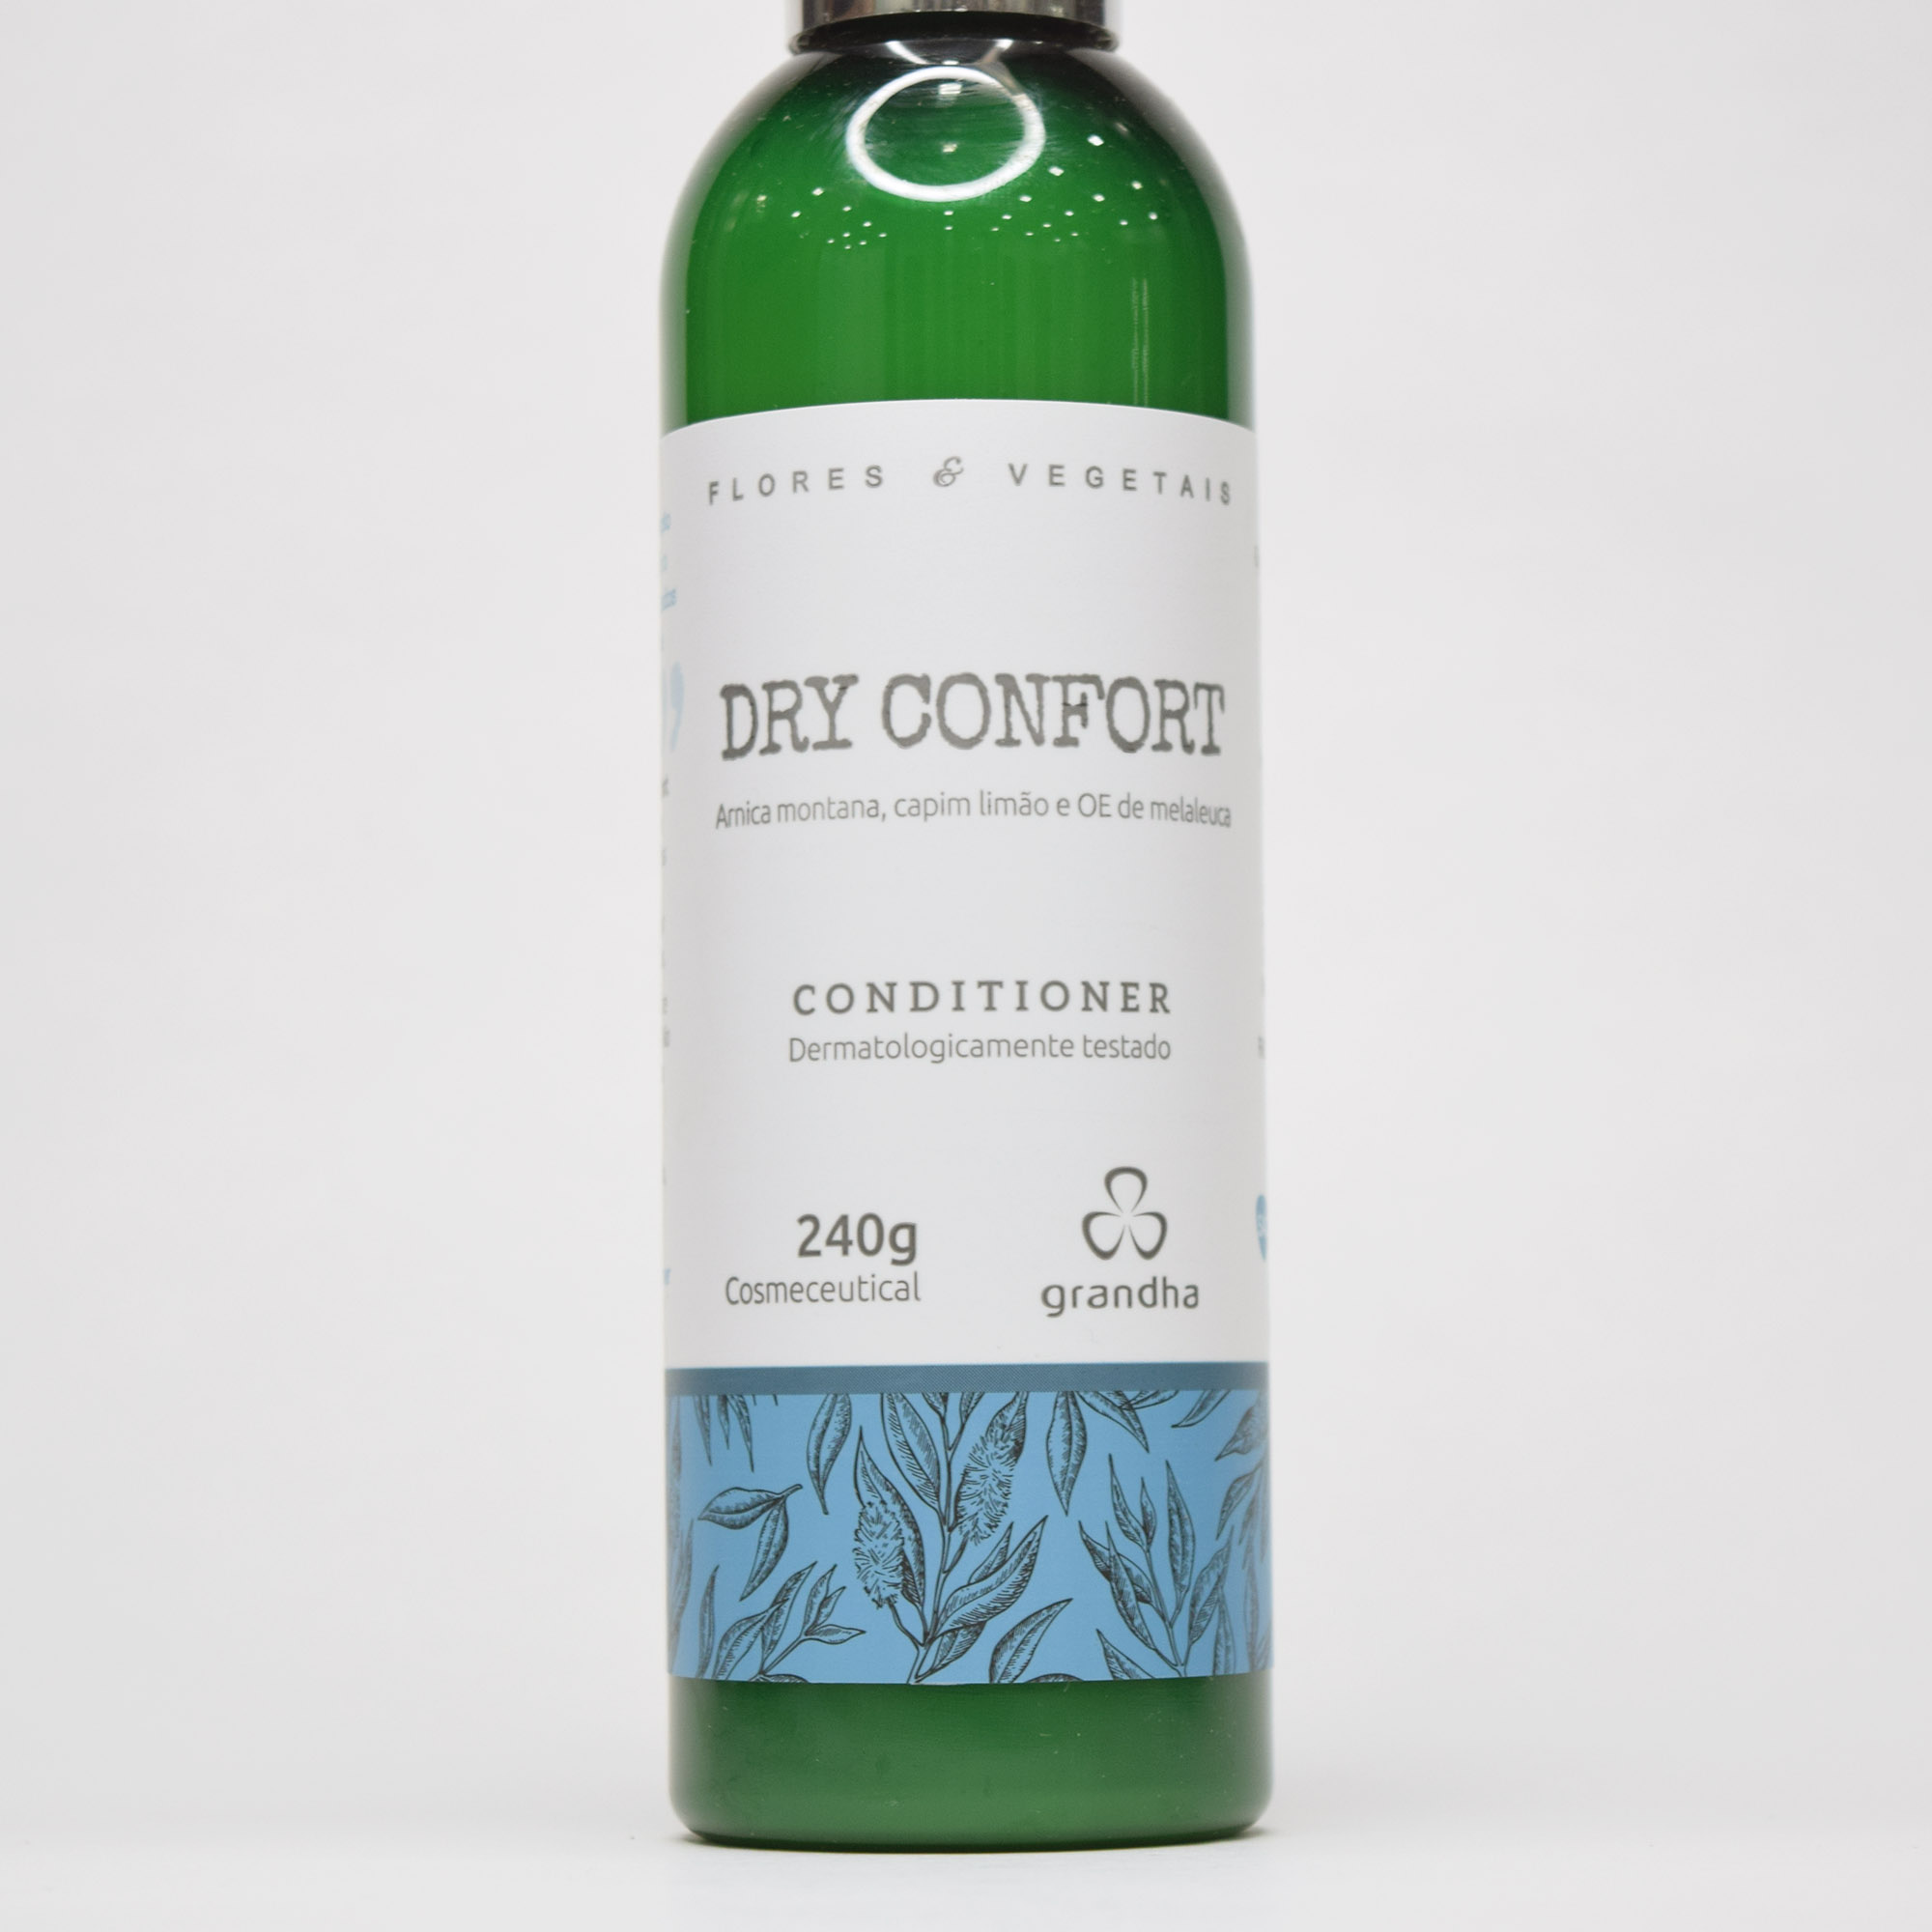 FLORES & VEGETAIS
DRY CONFORT
Arnica montana, capim limão e OE de melaleuca
CONDITIONER
Dermatologicamente testado
240g
Cosmeceutical
grandha